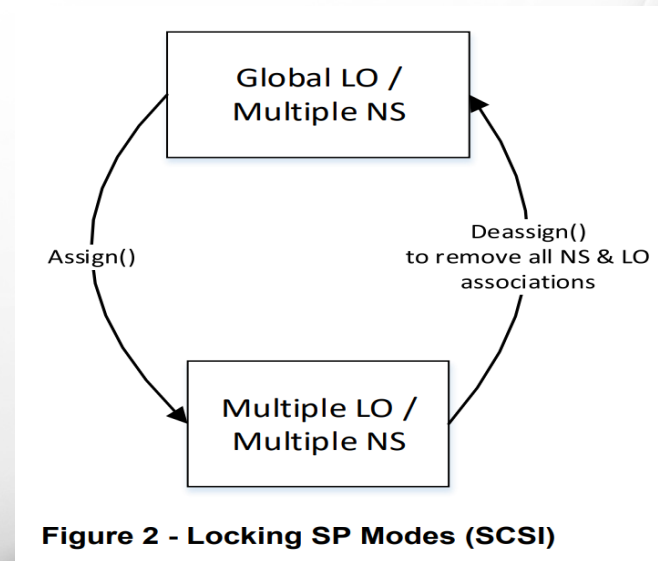 Global LO /
Multiple NS
Assign()
Deassign()
to remove all NS & LO
associations
Multiple LO /
Multiple NS
Figure 2 - Locking SP Modes (SCSI)